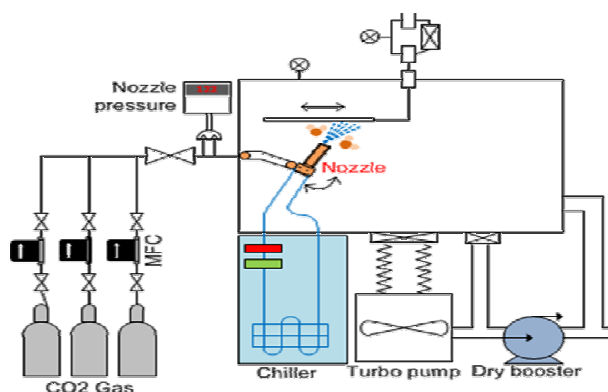 Nozzle
pressure
Nozzle
MFC
CO2 Gas
Chiller
Turbo pump
Dry booster